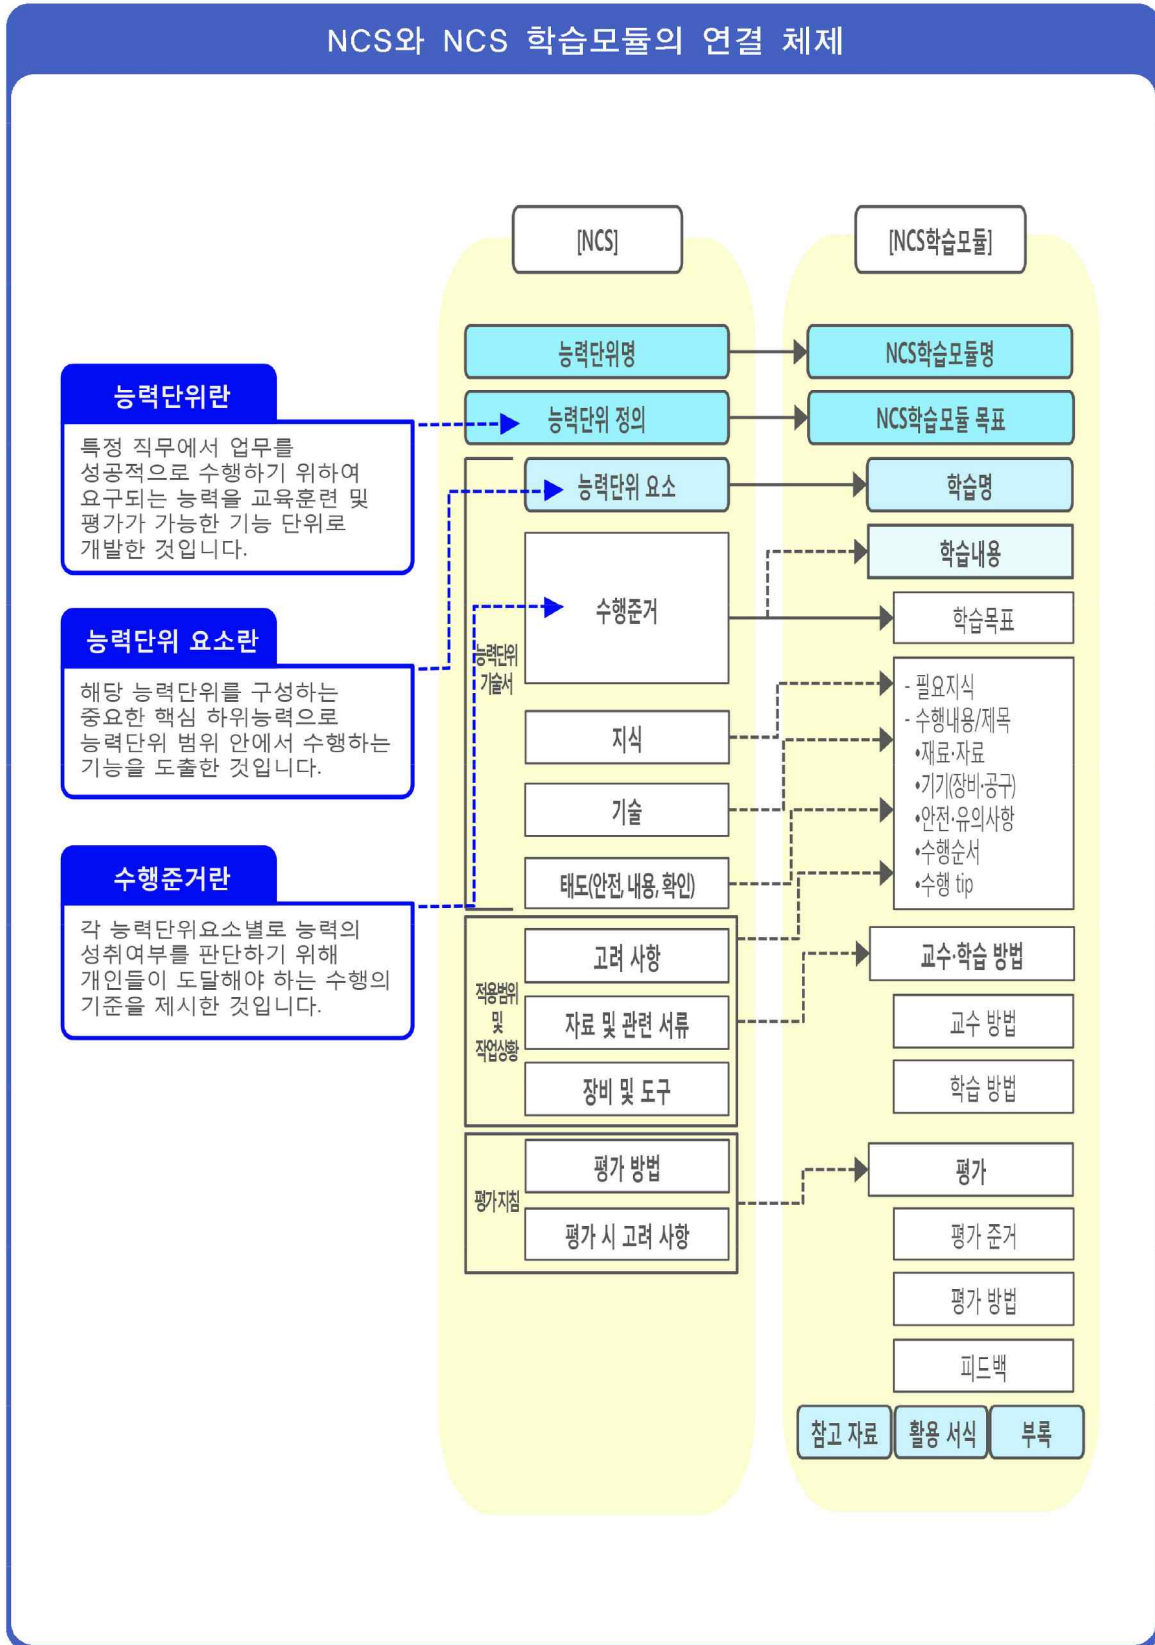 NCS와 NCS 학습모듈의 연결 체제
[NCS]
[NCS학습모듈]
능력단위명
NCS학습모듈명
능력단위란
특정 직무에서 업무를
성공적으로 수행하기 위하여
요구되는 능력을 교육훈련 및
평가가 가능한 기능 단위로
개발한 것입니다.
능력단위 정의
NCS학습모듈 목표
능력단위 요소
학습명
능력단위 요소란
해당 능력단위를 구성하는
중요한 핵심 하위능력으로
능력단위 범위 안에서 수행하는
기능을 도출한 것입니다.
능력단위
기술서
수행준거
학습내용
학습목표
지식
기술
태도(안전, 내용, 확인)
- 필요지식
- 수행내용/제목
•재료·자료
•기기(장비·공구)
•안전·유의사항
•수행순서
•수행 tip
수행준거란
각 능력단위요소별로 능력의
성취여부를 판단하기 위해
개인들이 도달해야 하는 수행의
기준을 제시한 것입니다.
적용범위
및
작업상황
고려 사항
자료 및 관련 서류
장비 및 도구
교수·학습 방법
교수 방법
학습 방법
평가지침
평가 방법
평가 시 고려 사항
평가
평가 준거
평가 방법
피드백
참고 자료
활용 서식
부록